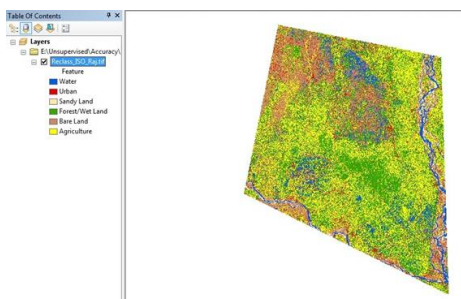 Table Of Contents
Layers
E:\Unsupervised\Accuracy\
Reclass_ISO_Raj.tif
Feature
Water
Urban
Sandy Land
Forest/Wet Land
Bare Land
Agriculture